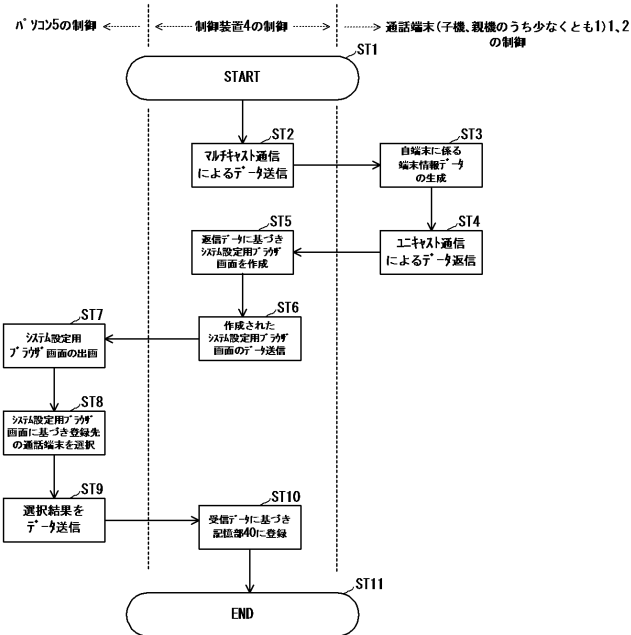 パソコン5の制御
制御装置4の制御
通話端末(子機、親機のうち少なくとも1)1、2
の制御
ST1
START
ST2
マルチキャスト通信
によるデータ送信
ST3
自端末に係る
端末情報データ
の生成
ST4
ユニキャスト通信
によるデータ返信
ST5
返信データに基づき
システム設定用ブラウザ
画面を作成
ST6
作成された
システム設定用ブラウザ
画面のデータ送信
ST7
システム設定用
ブラウザ画面の出画
ST8
システム設定用ブラウザ
画面に基づき登録先
の通話端末を選択
ST9
選択結果を
データ送信
ST10
受信データに基づき
記憶部40に登録
ST11
END